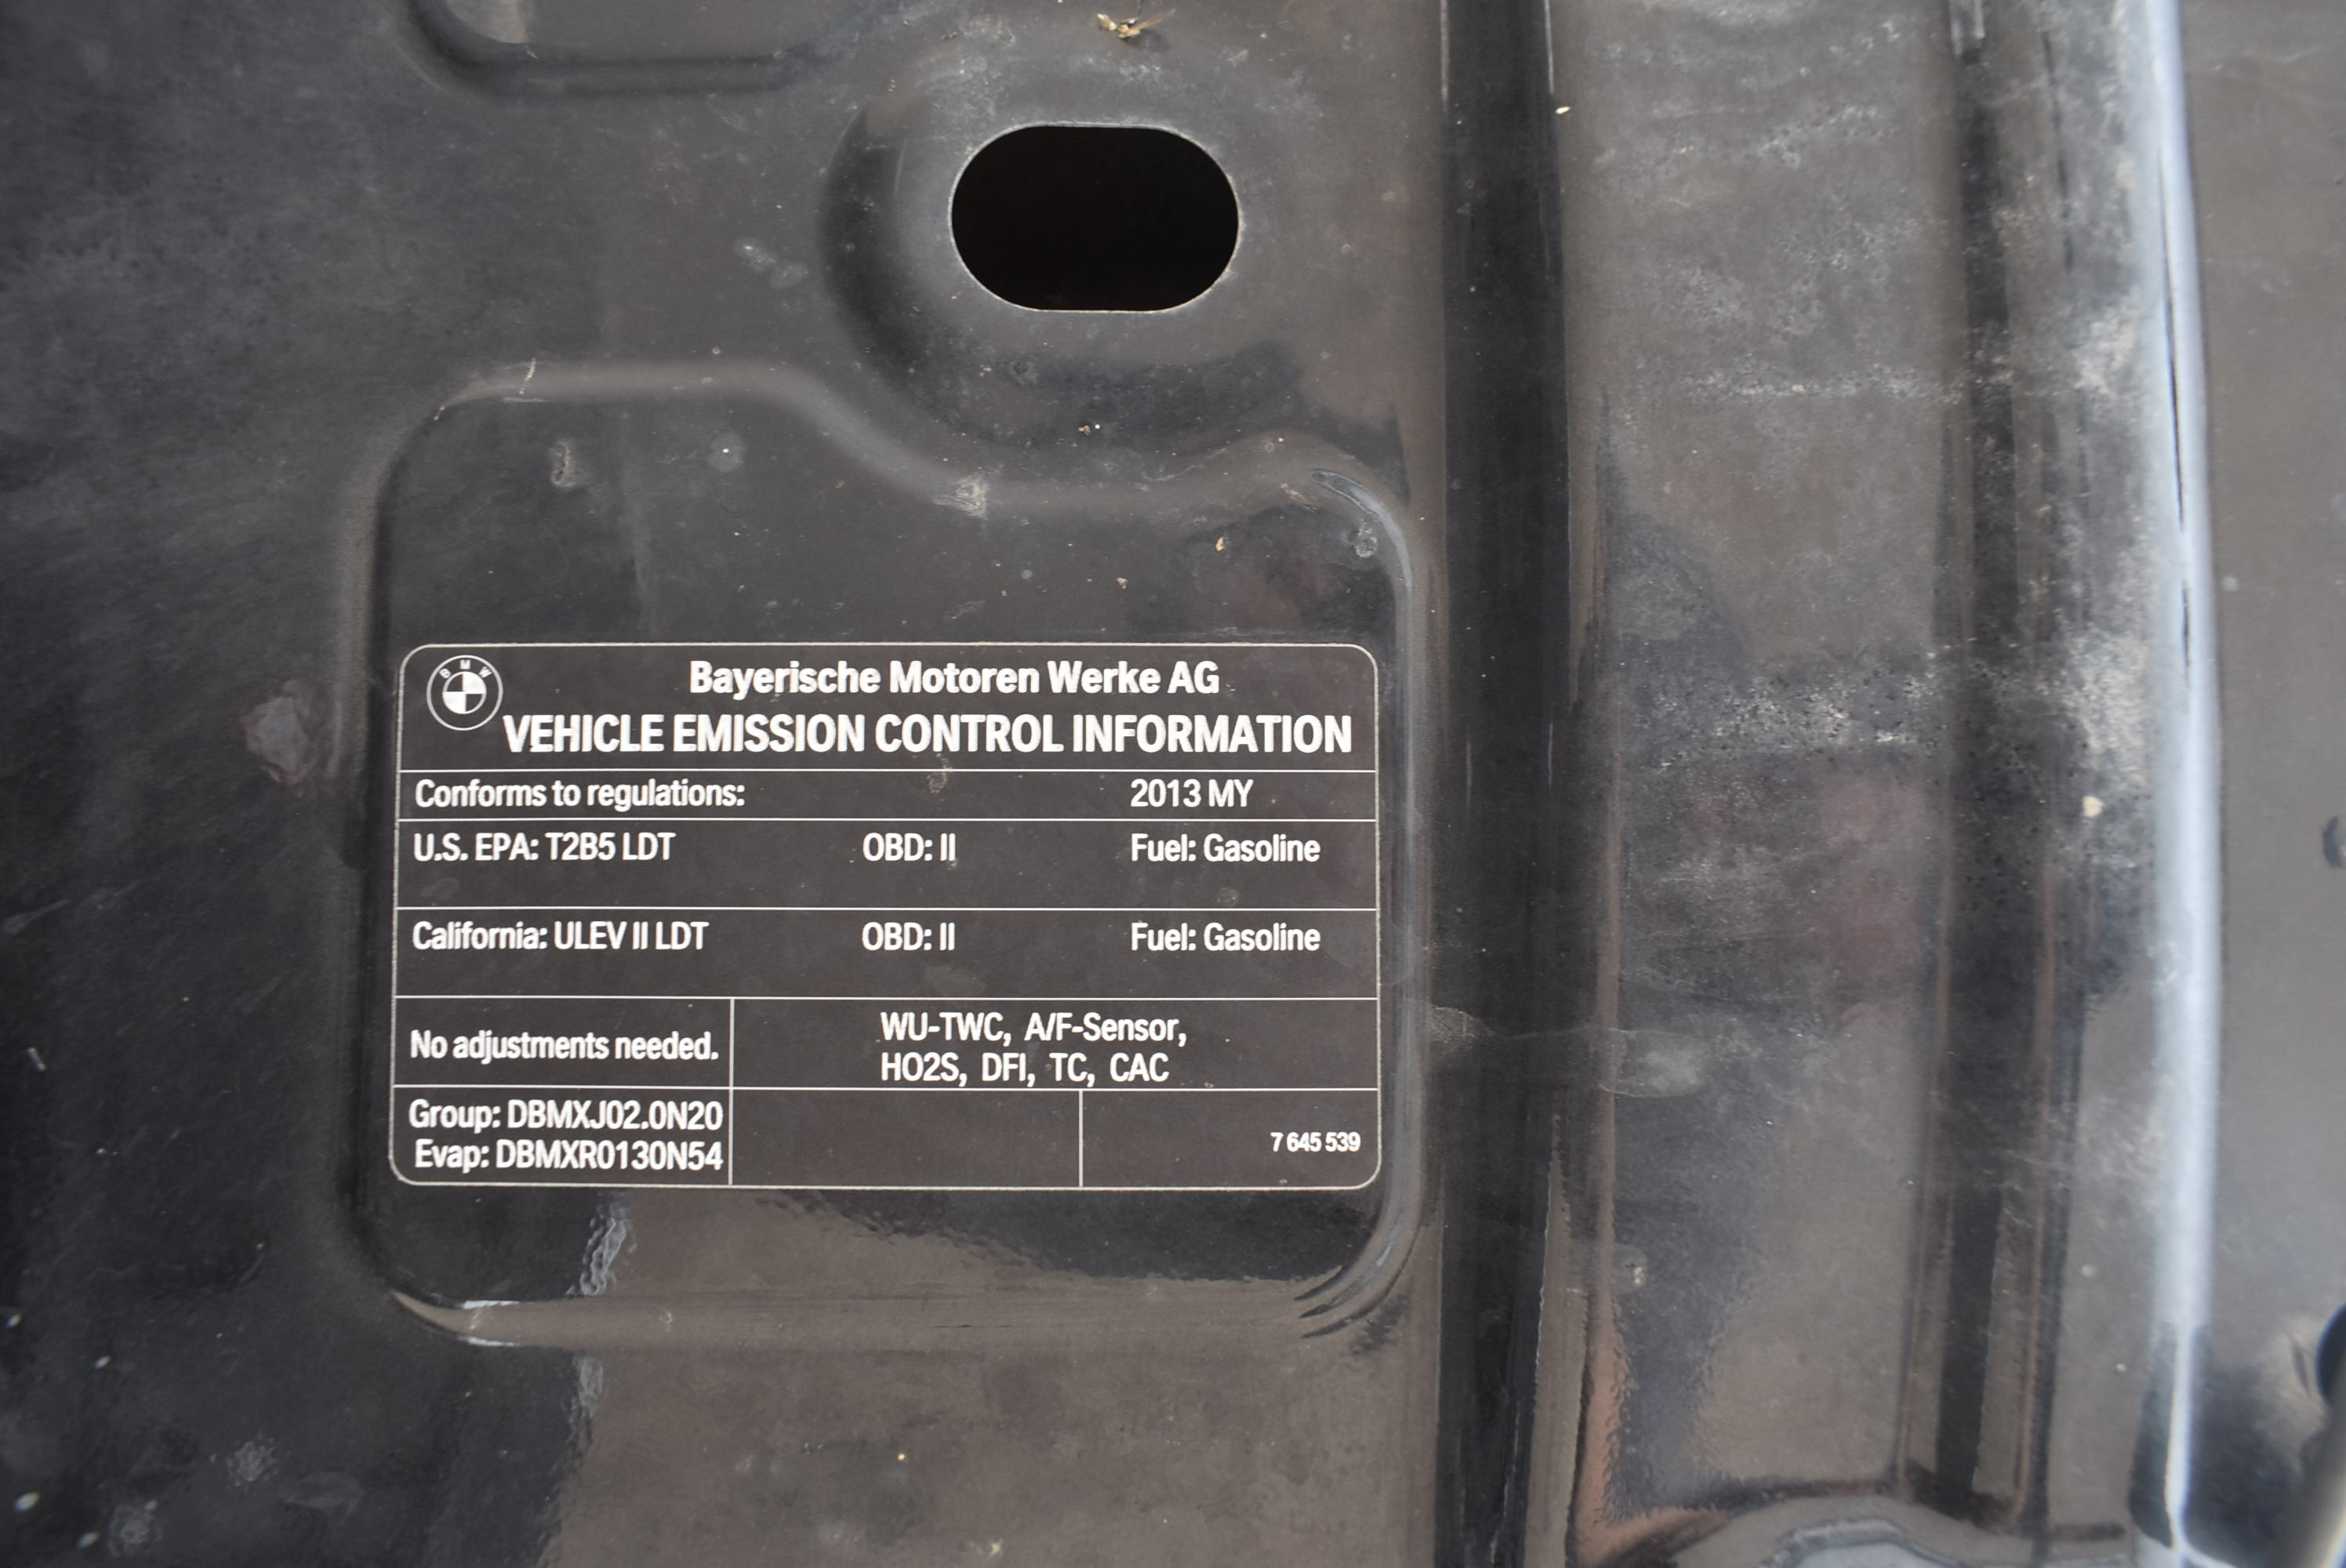 BMW
Bayerische Motoren Werke AG
VEHICLE EMISSION CONTROL INFORMATION
Conforms to regulations: 2013 MY
U.S. EPA: T2B5 LDT OBD: II Fuel: Gasoline
California: ULEV II LDT OBD: II Fuel: Gasoline
No adjustments needed.
WU-TWC, A/F-Sensor,
HO2S, DFI, TC, CAC
Group: DBMXJ02.0N20
Evap: DBMXR0130N54
7 645 539